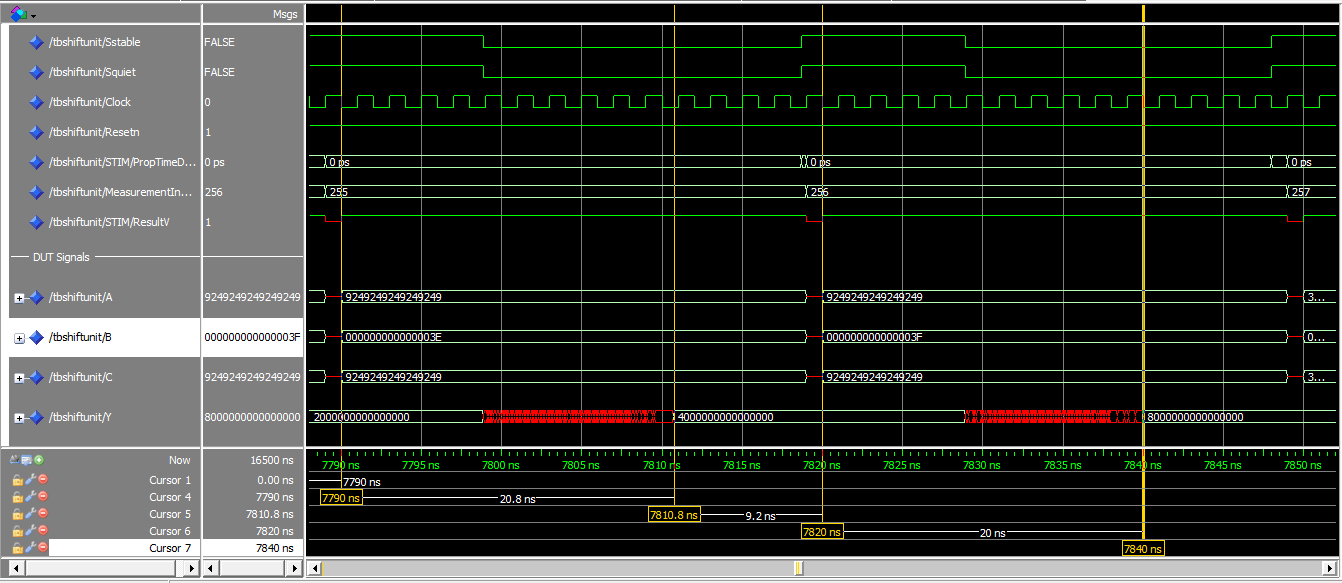 Msgs
/tbshiftunit/Sstable FALSE
/tbshiftunit/Squiet FALSE
/tbshiftunit/Clock 0
/tbshiftunit/Resetn 1
/tbshiftunit/STIM/PropTimeD... 0 ps 0 ps 0 ps 0 ps
/tbshiftunit/MeasurementIn... 256 255 256 257
/tbshiftunit/STIM/ResultV 1
DUT Signals
/tbshiftunit/A 9249249249249249 9249249249249249 9249249249249249 3...
/tbshiftunit/B 000000000000003F 000000000000003E 000000000000003F 0...
/tbshiftunit/C 9249249249249249 9249249249249249 9249249249249249 3...
/tbshiftunit/Y 8000000000000000 2000000000000000 4000000000000000 8000000000000000
Now 16500 ns 7790 ns 7795 ns 7800 ns 7805 ns 7810 ns 7815 ns 7820 ns 7825 ns 7830 ns 7835 ns 7840 ns 7845 ns 7850 ns
Cursor 1 0.00 ns 7790 ns
Cursor 4 7790 ns 7790 ns 20.8 ns
Cursor 5 7810.8 ns 7810.8 ns 9.2 ns
Cursor 6 7820 ns 7820 ns 20 ns
Cursor 7 7840 ns 7840 ns